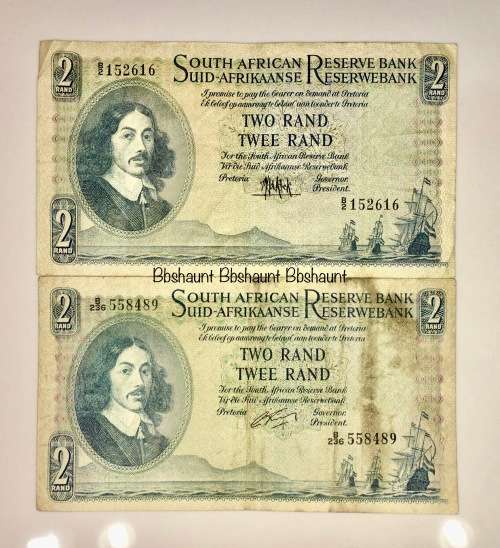 2 RAND
B/2 152616
SOUTH AFRICAN RESERVE BANK
SUID-AFRIKAANSE RESERWEBANK
2 RAND
I promise to pay the Bearer on demand at Pretoria
Ek beloof op aanvraag te betaal aan toonder te Pretoria
TWO RAND
TWEE RAND
For the South African Reserve Bank
Vir die Suid-Afrikaanse Reserwebank.
Pretoria Governor
President.
B/2 152616
2 RAND
Bbshaunt Bbshaunt Bbshaunt
2 RAND
B/236 558489
SOUTH AFRICAN RESERVE BANK
SUID-AFRIKAANSE RESERWEBANK
2
I promise to pay the Bearer on demand at Pretoria
Ek beloof op aanvraag te betaal aan toonder te Pretoria
TWO RAND
TWEE RAND
For the South African Reserve Bank
Vir die Suid-Afrikaanse Reserwebank.
Pretoria Governor
President.
B/236 558489
2 RAND